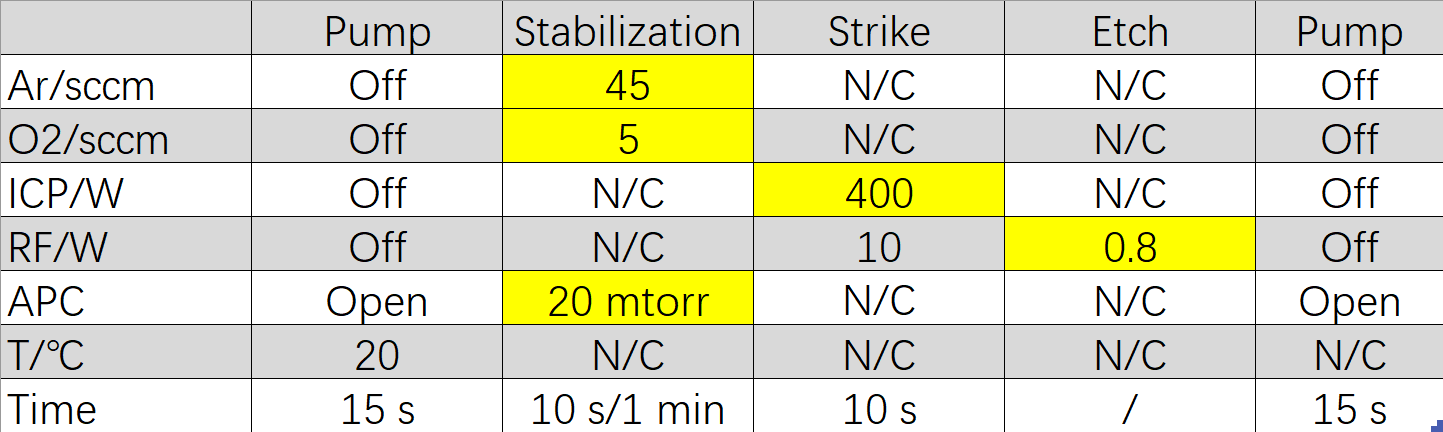 Pump Stabilization Strike Etch Pump
Ar/sccm Off 45 N/C N/C Off
O2/sccm Off 5 N/C N/C Off
ICP/W Off N/C 400 N/C Off
RF/W Off N/C 10 0.8 Off
APC Open 20 mtorr N/C N/C Open
T/℃ 20 N/C N/C N/C N/C
Time 15 s 10 s/1 min 10 s / 15 s